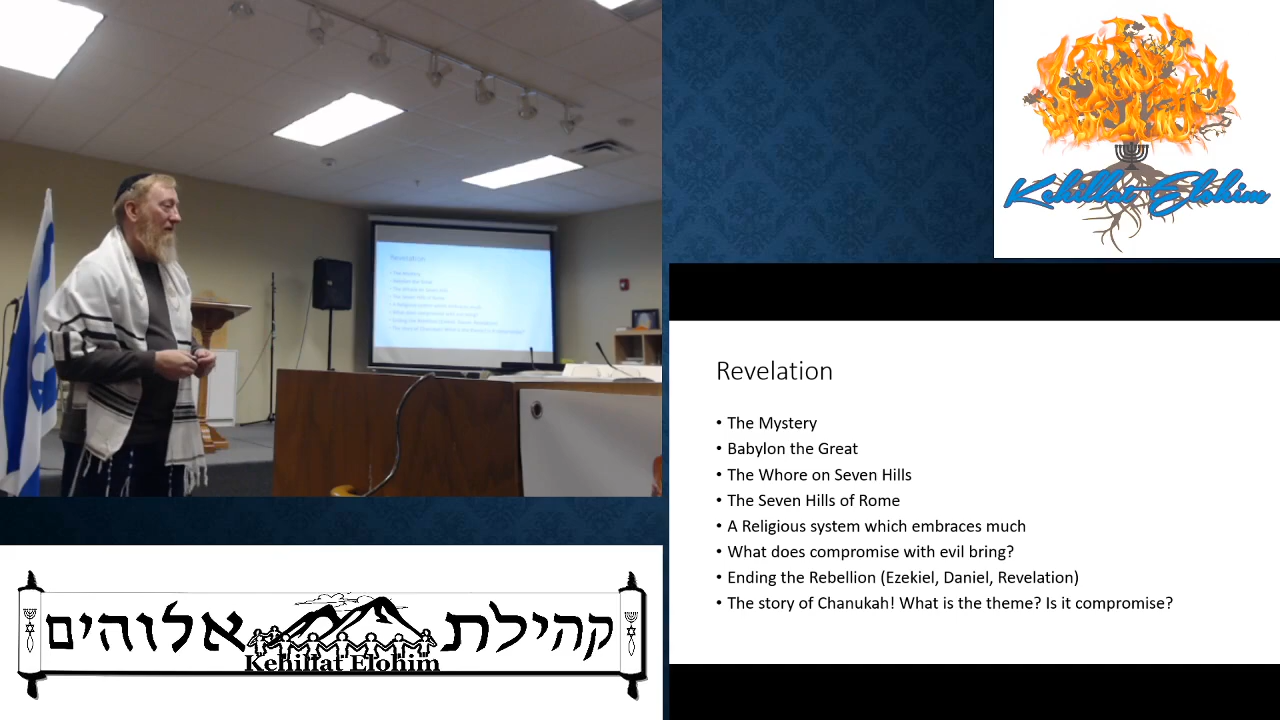 Kehillat Elohim
Revelation
• The Mystery
• Babylon the Great
• The Whore on Seven Hills
• The Seven Hills of Rome
• A Religious system which embraces much
• What does compromise with evil bring?
• Ending the Rebellion (Ezekiel, Daniel, Revelation)
• The story of Chanukah! What is the theme? Is it compromise?
קהילת אלוהים
Kehillat Elohim
Revelation